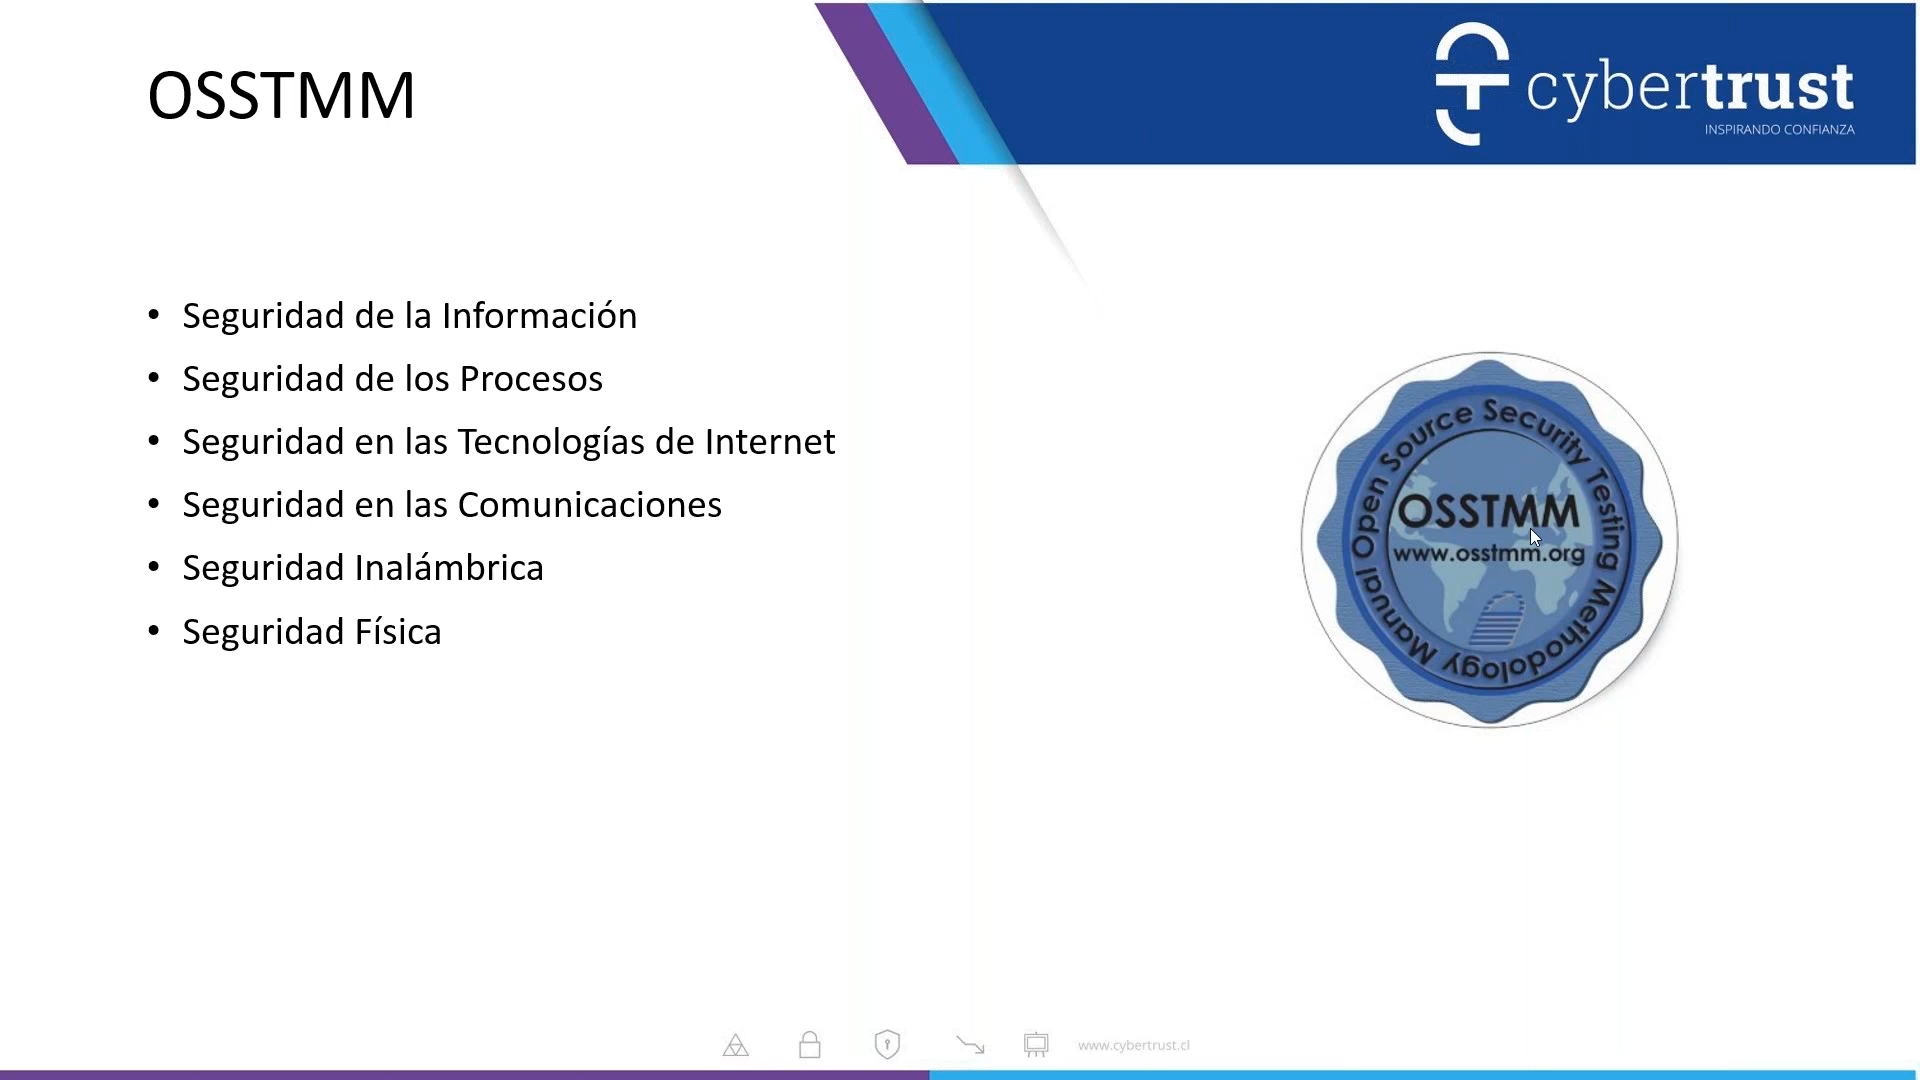 OSSTMM
cybertrust
INSPIRANDO CONFIANZA
• Seguridad de la Información
• Seguridad de los Procesos
• Seguridad en las Tecnologías de Internet
• Seguridad en las Comunicaciones
• Seguridad Inalámbrica
• Seguridad Física
Open Source Security Testing Methodology Manual
OSSTMM
www.osstmm.org
www.cybertrust.cl